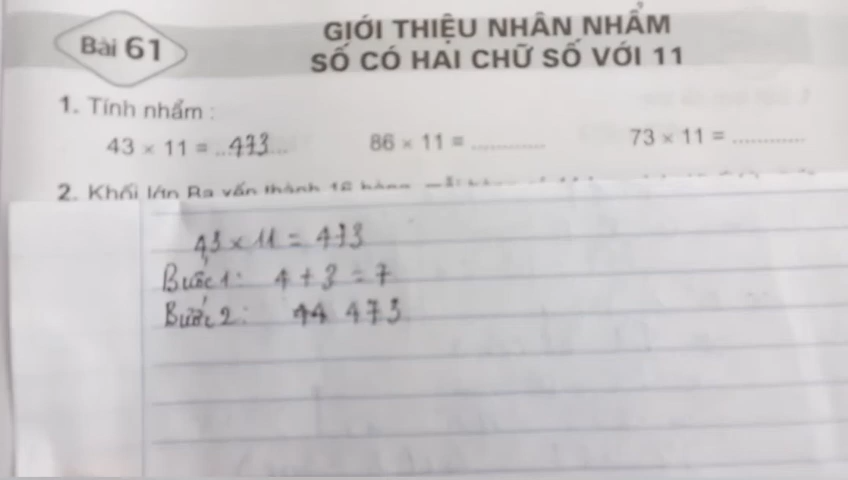 Bài 61
GIỚI THIỆU NHÂN NHẨM
SỐ CÓ HAI CHỮ SỐ VỚI 11
1. Tính nhẩm :
43 × 11 = ..473... 86 × 11 = ............ 73 × 11 = ............
2. Khối lớp Ba xếp thành 16 hàng
43 × 11 = 473
Bước 1: 4 + 3 = 7
Bước 2: 44 473